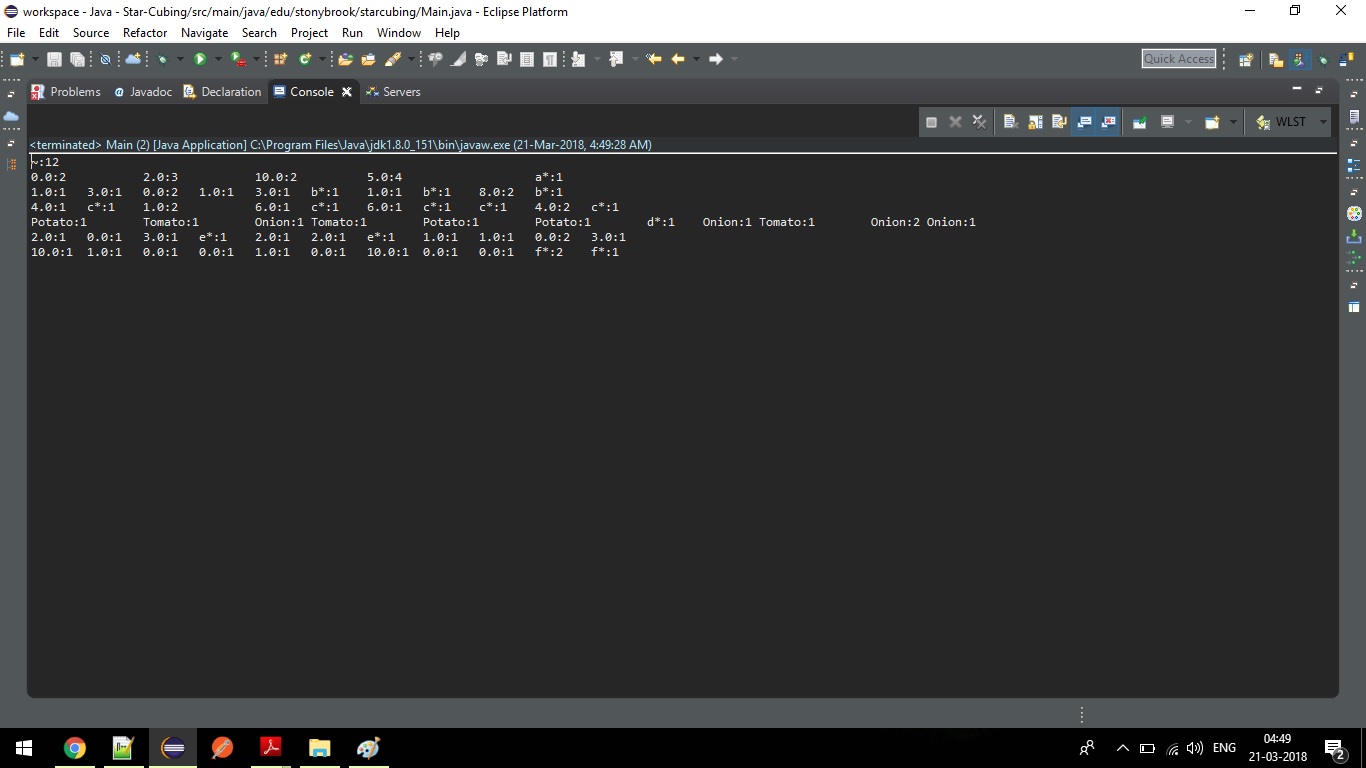 workspace - Java - Star-Cubing/src/main/java/edu/stonybrook/starcubing/Main.java - Eclipse Platform
File Edit Source Refactor Navigate Search Project Run Window Help
Quick Access
Problems @ Javadoc Declaration Console Servers
WLST
<terminated> Main (2) [Java Application] C:\Program Files\Java\jdk1.8.0_151\bin\javaw.exe (21-Mar-2018, 4:49:28 AM)
~:12
0.0:2 2.0:3 10.0:2 5.0:4 a*:1
1.0:1 3.0:1 0.0:2 1.0:1 3.0:1 b*:1 1.0:1 b*:1 8.0:2 b*:1
4.0:1 c*:1 1.0:2 6.0:1 c*:1 6.0:1 c*:1 c*:1 4.0:2 c*:1
Potato:1 Tomato:1 Onion:1 Tomato:1 Potato:1 Potato:1 d*:1 Onion:1 Tomato:1 Onion:2 Onion:1
2.0:1 0.0:1 3.0:1 e*:1 2.0:1 2.0:1 e*:1 1.0:1 1.0:1 0.0:2 3.0:1
10.0:1 1.0:1 0.0:1 0.0:1 1.0:1 0.0:1 10.0:1 0.0:1 0.0:1 f*:2 f*:1
ENG
04:49
21-03-2018
2